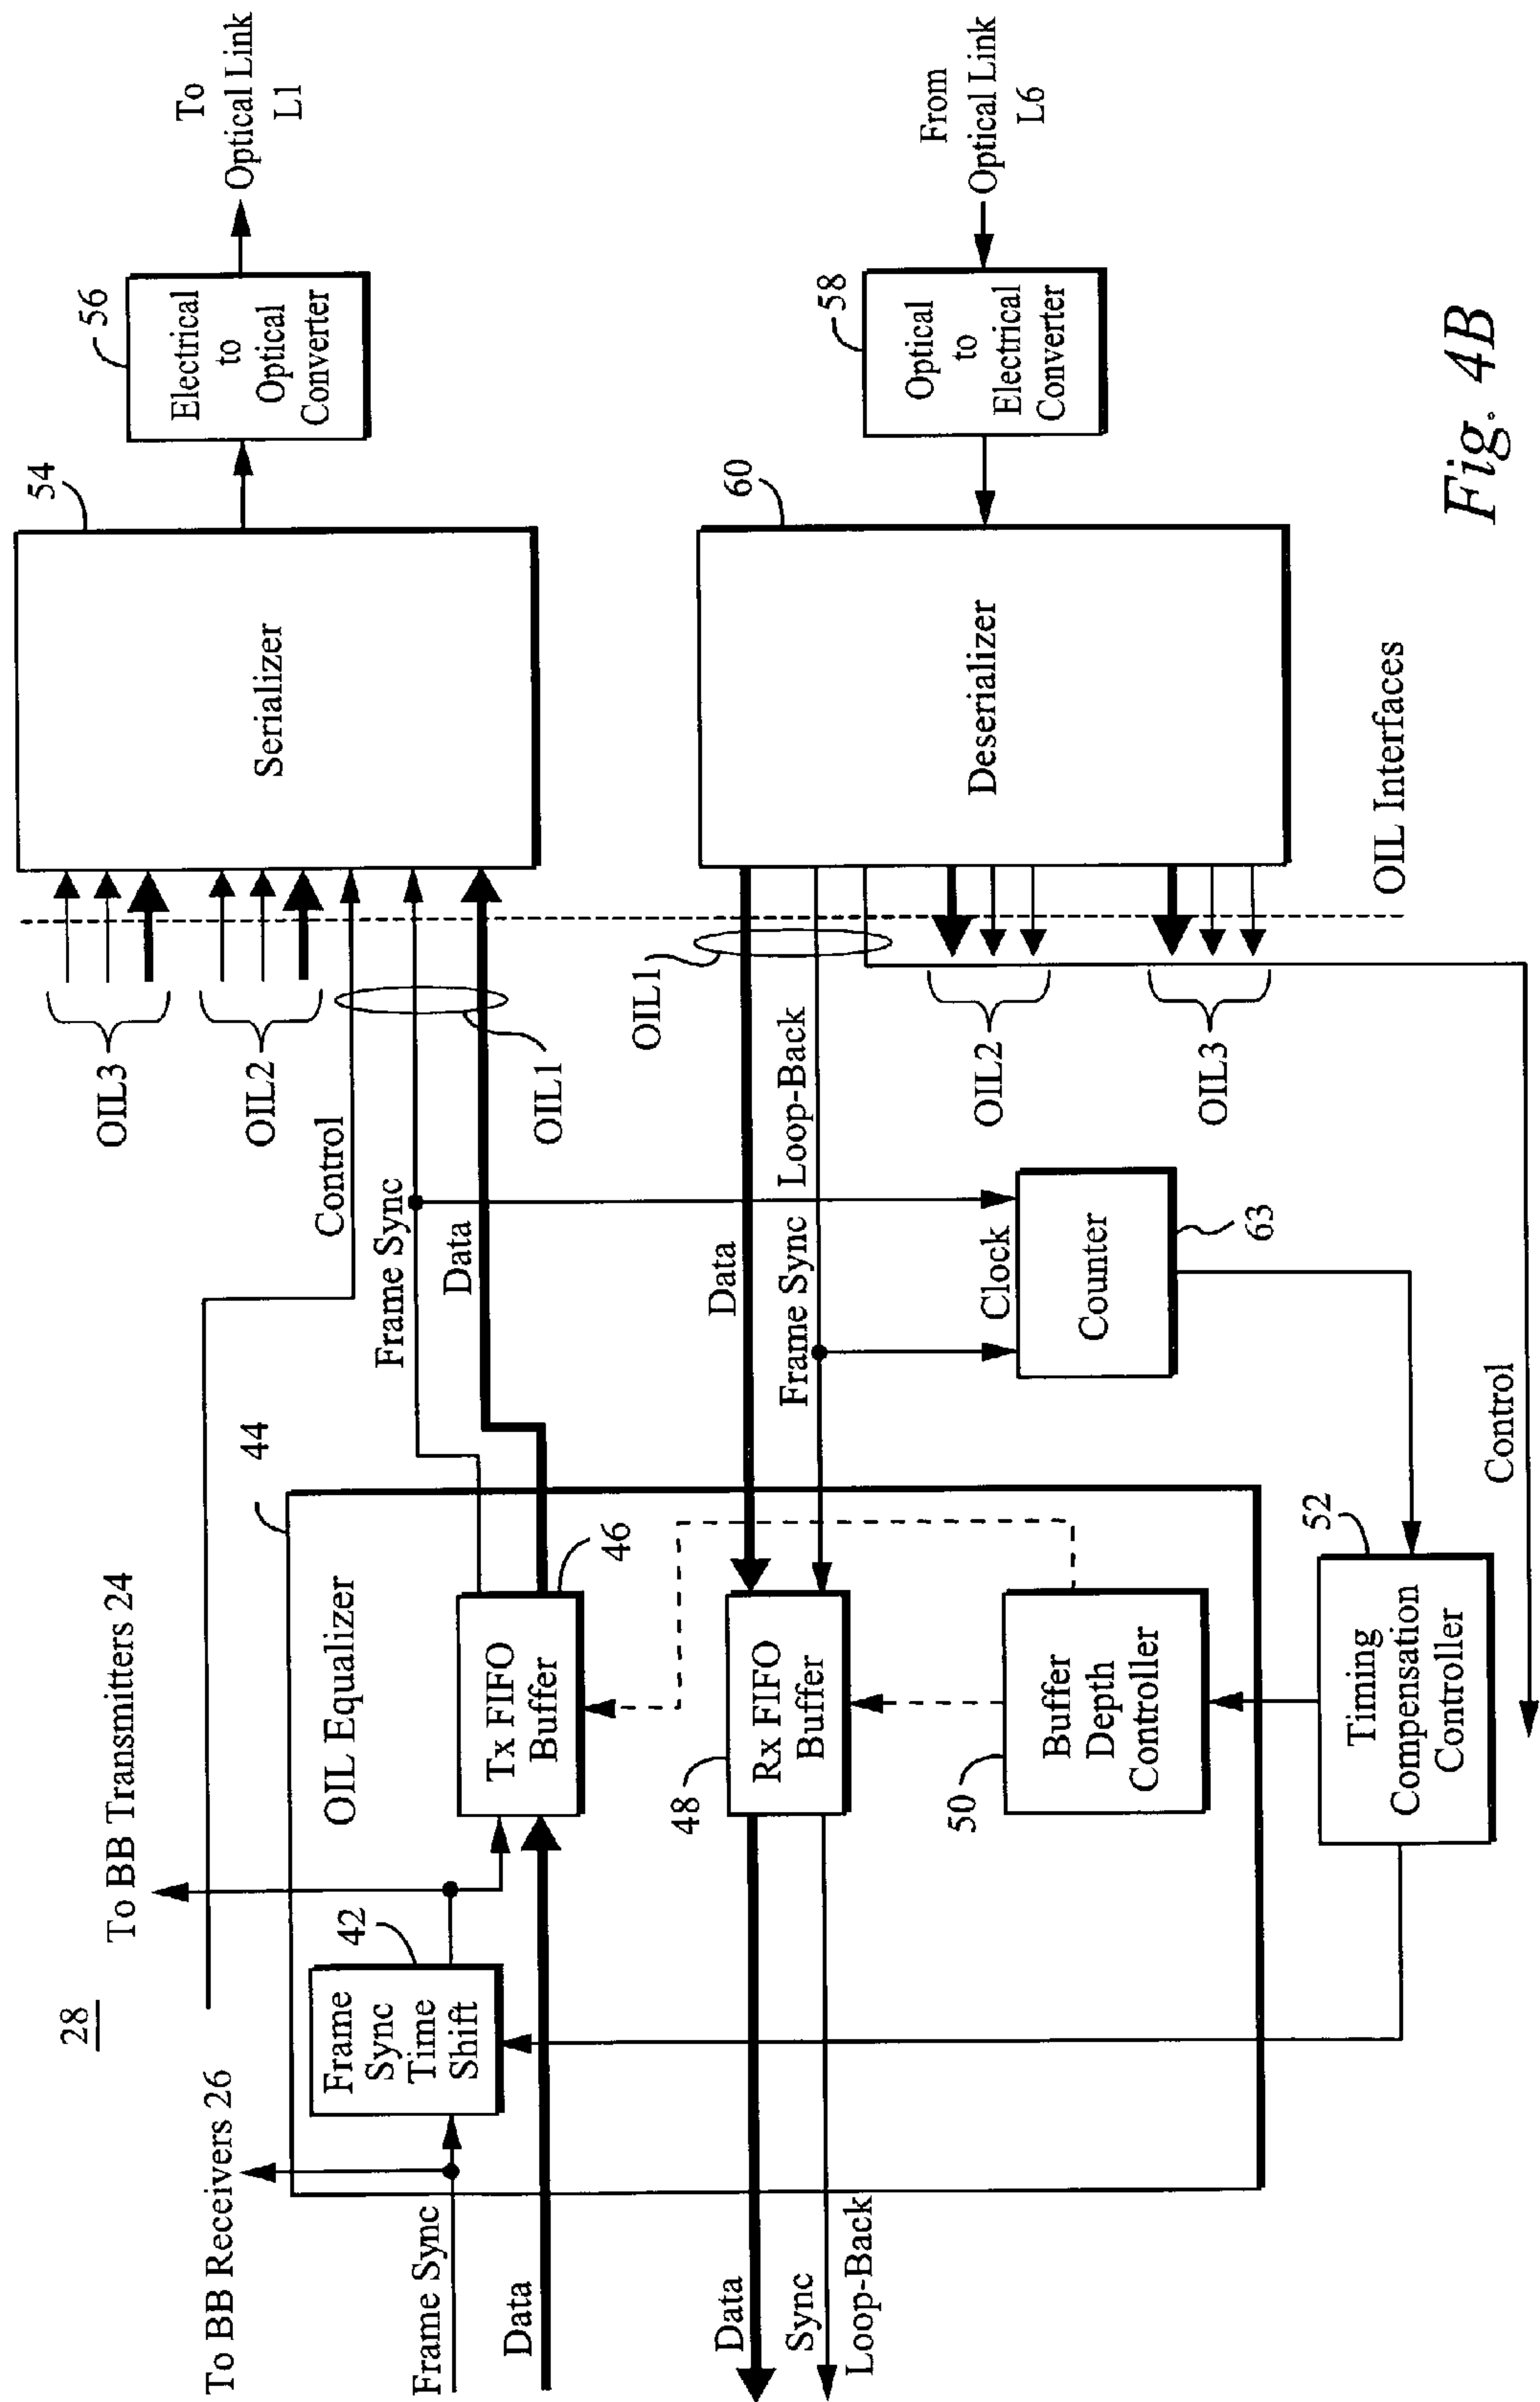 28
To BB Receivers 26
To BB Transmitters 24
Frame Sync
Data
Data
Sync
Loop-Back
44
OIL Equalizer
42
Frame
Sync
Time
Shift
Tx FIFO
Buffer
46
48
Rx FIFO
Buffer
50
Buffer
Depth
Controller
52
Timing
Compensation
Controller
Control
Control
Frame Sync
Data
Data
Frame Sync Loop-Back
Clock
Counter
63
OIL3
OIL2
OIL1
OIL1
OIL2
OIL3
OIL Interfaces
54
Serializer
60
Deserializer
56
Electrical
to
Optical
Converter
58
Optical
to
Electrical
Converter
To
Optical Link
L1
From
Optical Link
L6
Fig. 4B